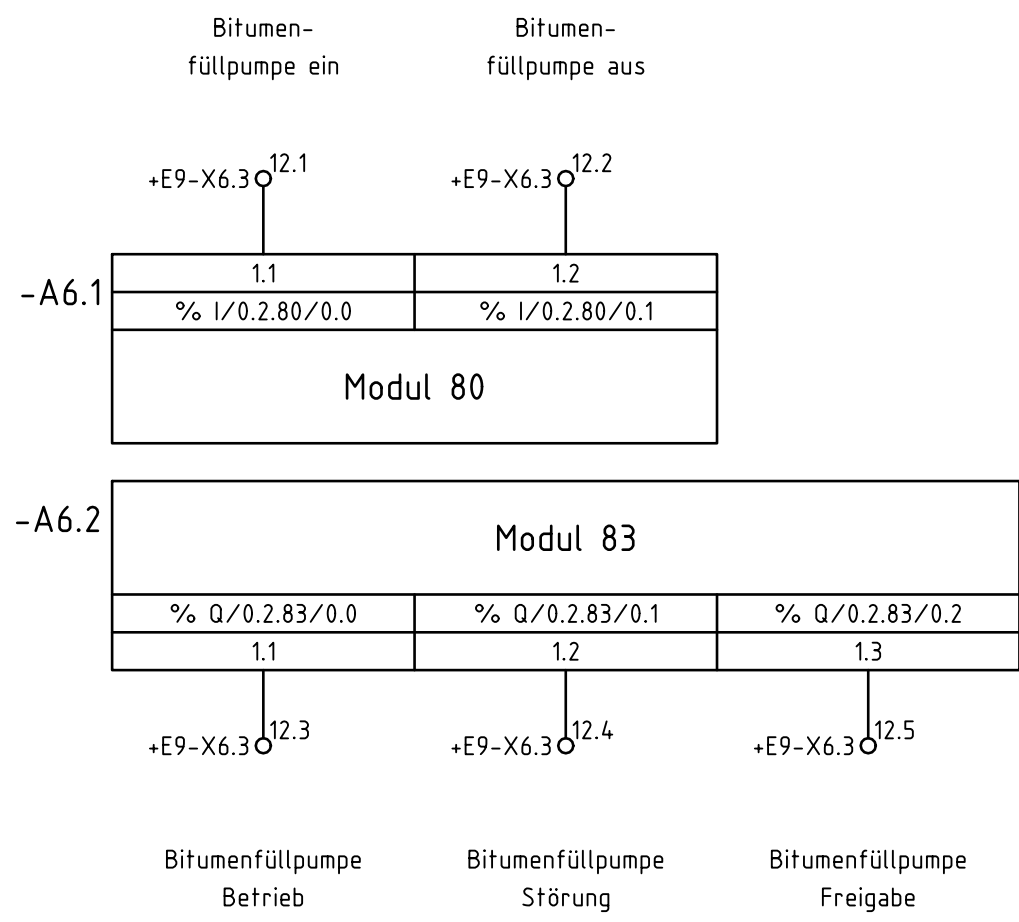 Bitumen-
füllpumpe ein
Bitumen-
füllpumpe aus
+E9-X6.3 12.1
+E9-X6.3 12.2
-A6.1
1.1
1.2
% I/0.2.80/0.0
% I/0.2.80/0.1
Modul 80
-A6.2
Modul 83
% Q/0.2.83/0.0
% Q/0.2.83/0.1
% Q/0.2.83/0.2
1.1
1.2
1.3
+E9-X6.3 12.3
+E9-X6.3 12.4
+E9-X6.3 12.5
Bitumenfüllpumpe
Betrieb
Bitumenfüllpumpe
Störung
Bitumenfüllpumpe
Freigabe